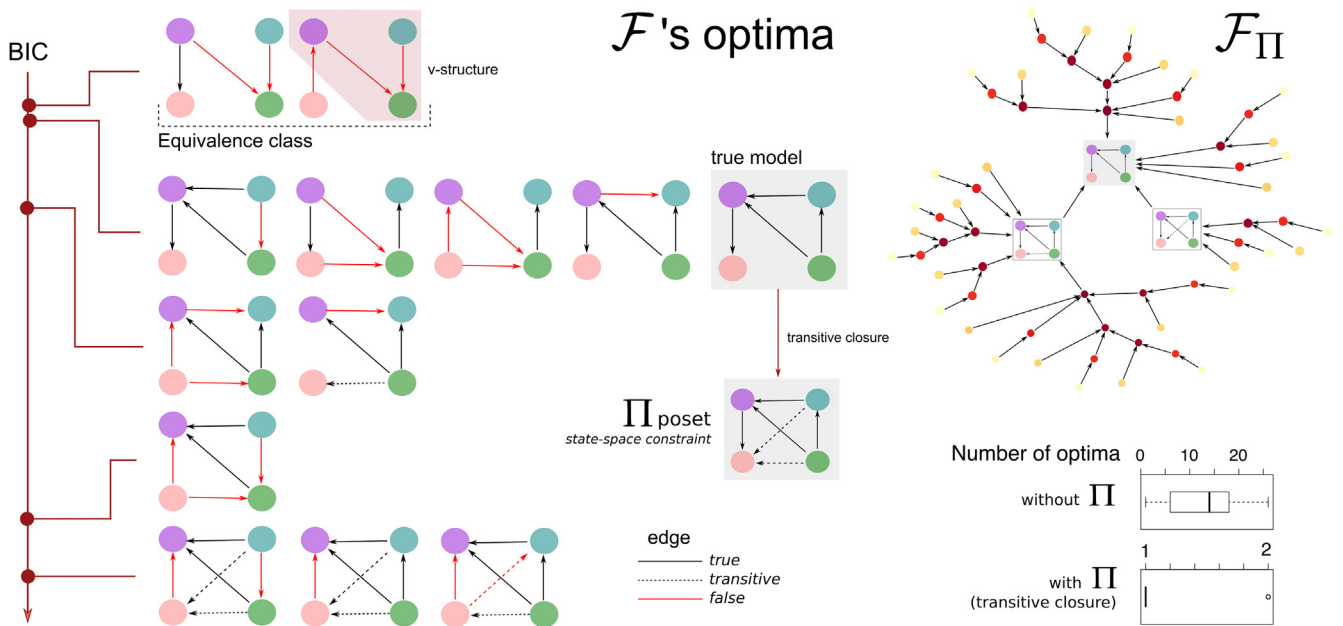 BIC
ℱ's optima
ℱΠ
v-structure
Equivalence class
true model
transitive closure
Π poset
state-space constraint
edge
true
transitive
false
Number of optima
0 10 20
without Π
1 2
with Π
(transitive closure)